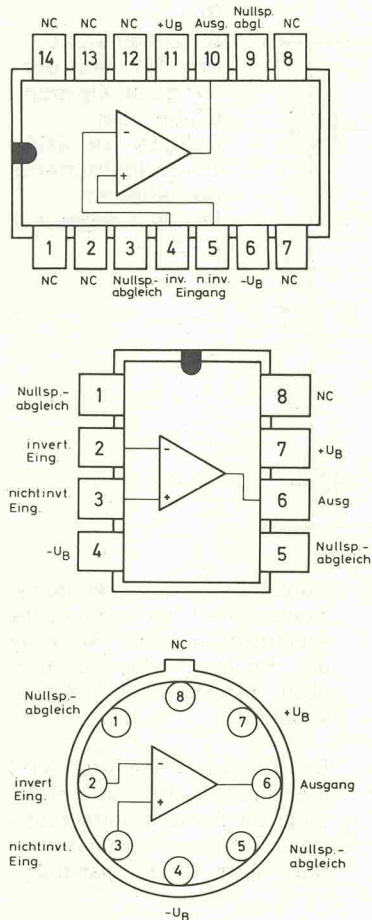 NC NC NC +UB Ausg. Nullsp. abgl. NC
14 13 12 11 10 9 8
-
+
1 2 3 4 5 6 7
NC NC Nullsp.- abgleich inv. n.inv. Eingang -UB NC
Nullsp.-
abgleich
1
8
NC
invert.
Eing.
2
7
+UB
-
+
nichtinvt.
Eing.
3
6
Ausg
-UB
4
5
Nullsp.-
abgleich
NC
Nullsp.-
abgleich
8
1
7
+UB
invert.
Eing.
2
-
+
6
Ausgang
nichtinvt.
Eing.
3
5
Nullsp.-
abgleich
4
-UB